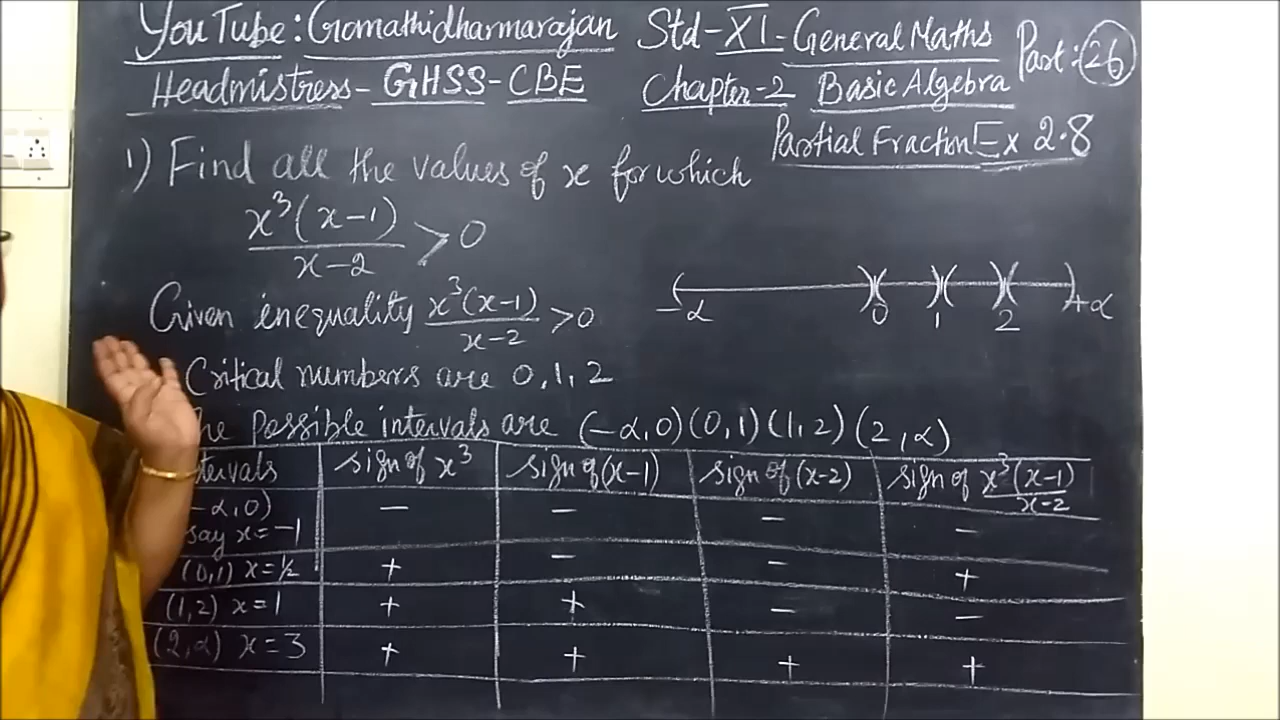 YouTube: Gomathidharmarajan Std-XI-General Maths Part: 26
Headmistress-GHSS-CBE Chapter-2 Basic Algebra
Partial Fraction Ex 2.8
1) Find all the values of x for which
x³(x-1)/x-2 > 0
Given inequality x³(x-1)/x-2 > 0
-α 0 1 2 +α
Critical numbers are 0, 1, 2
he possible intervals are (-α, 0) (0, 1) (1, 2) (2, α)
tervals sign of x³ sign of (x-1) sign of (x-2) sign of x³(x-1)/x-2
-α, 0)
say x = -1 - - - -
(0,1) x = ½ + - - +
(1,2) x = 1 + + - -
(2, α) x = 3 + + + +